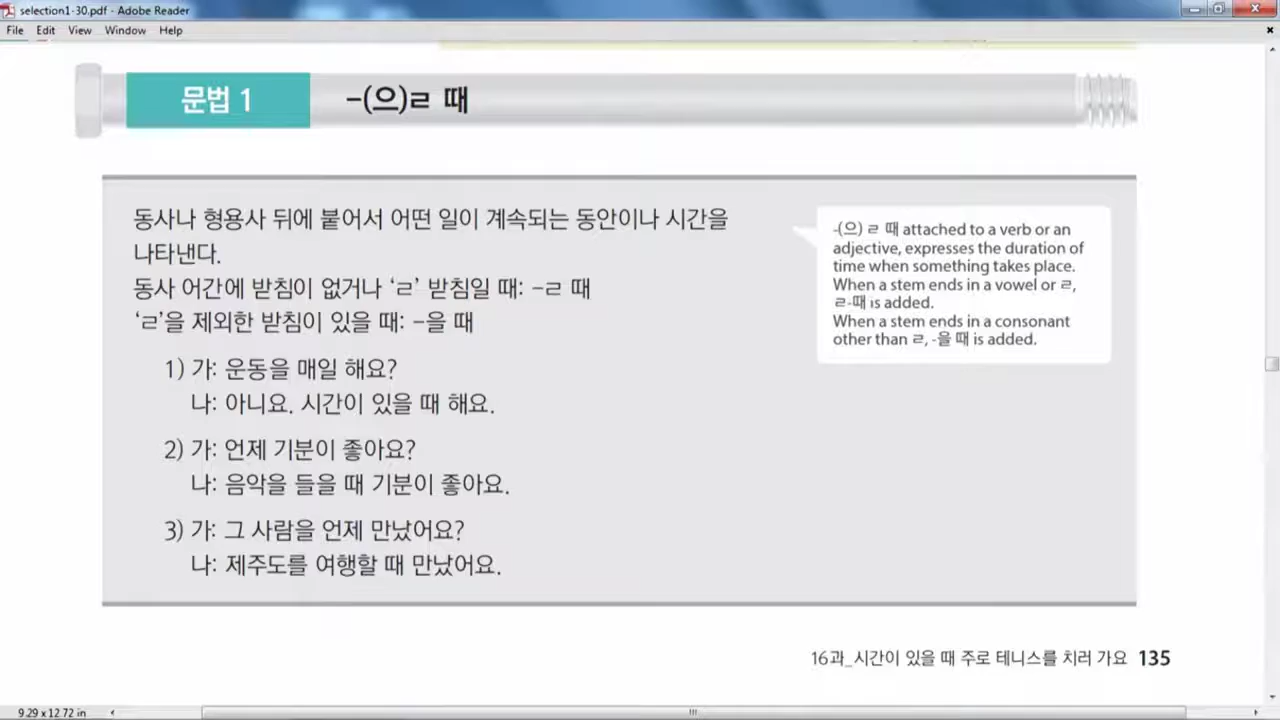 selection1-30.pdf - Adobe Reader
File Edit View Window Help
문법 1
-(으)ㄹ 때
동사나 형용사 뒤에 붙어서 어떤 일이 계속되는 동안이나 시간을
나타낸다.
동사 어간에 받침이 없거나 ‘ㄹ’ 받침일 때: -ㄹ 때
‘ㄹ’을 제외한 받침이 있을 때: -을 때
-(으) ㄹ 때 attached to a verb or an
adjective, expresses the duration of
time when something takes place.
When a stem ends in a vowel or ㄹ,
ㄹ-때 is added.
When a stem ends in a consonant
other than ㄹ, -을 때 is added.
1) 가: 운동을 매일 해요?
나: 아니요. 시간이 있을 때 해요.
2) 가: 언제 기분이 좋아요?
나: 음악을 들을 때 기분이 좋아요.
3) 가: 그 사람을 언제 만났어요?
나: 제주도를 여행할 때 만났어요.
16과_시간이 있을 때 주로 테니스를 치러 가요 135
9.29 x 12.72 in